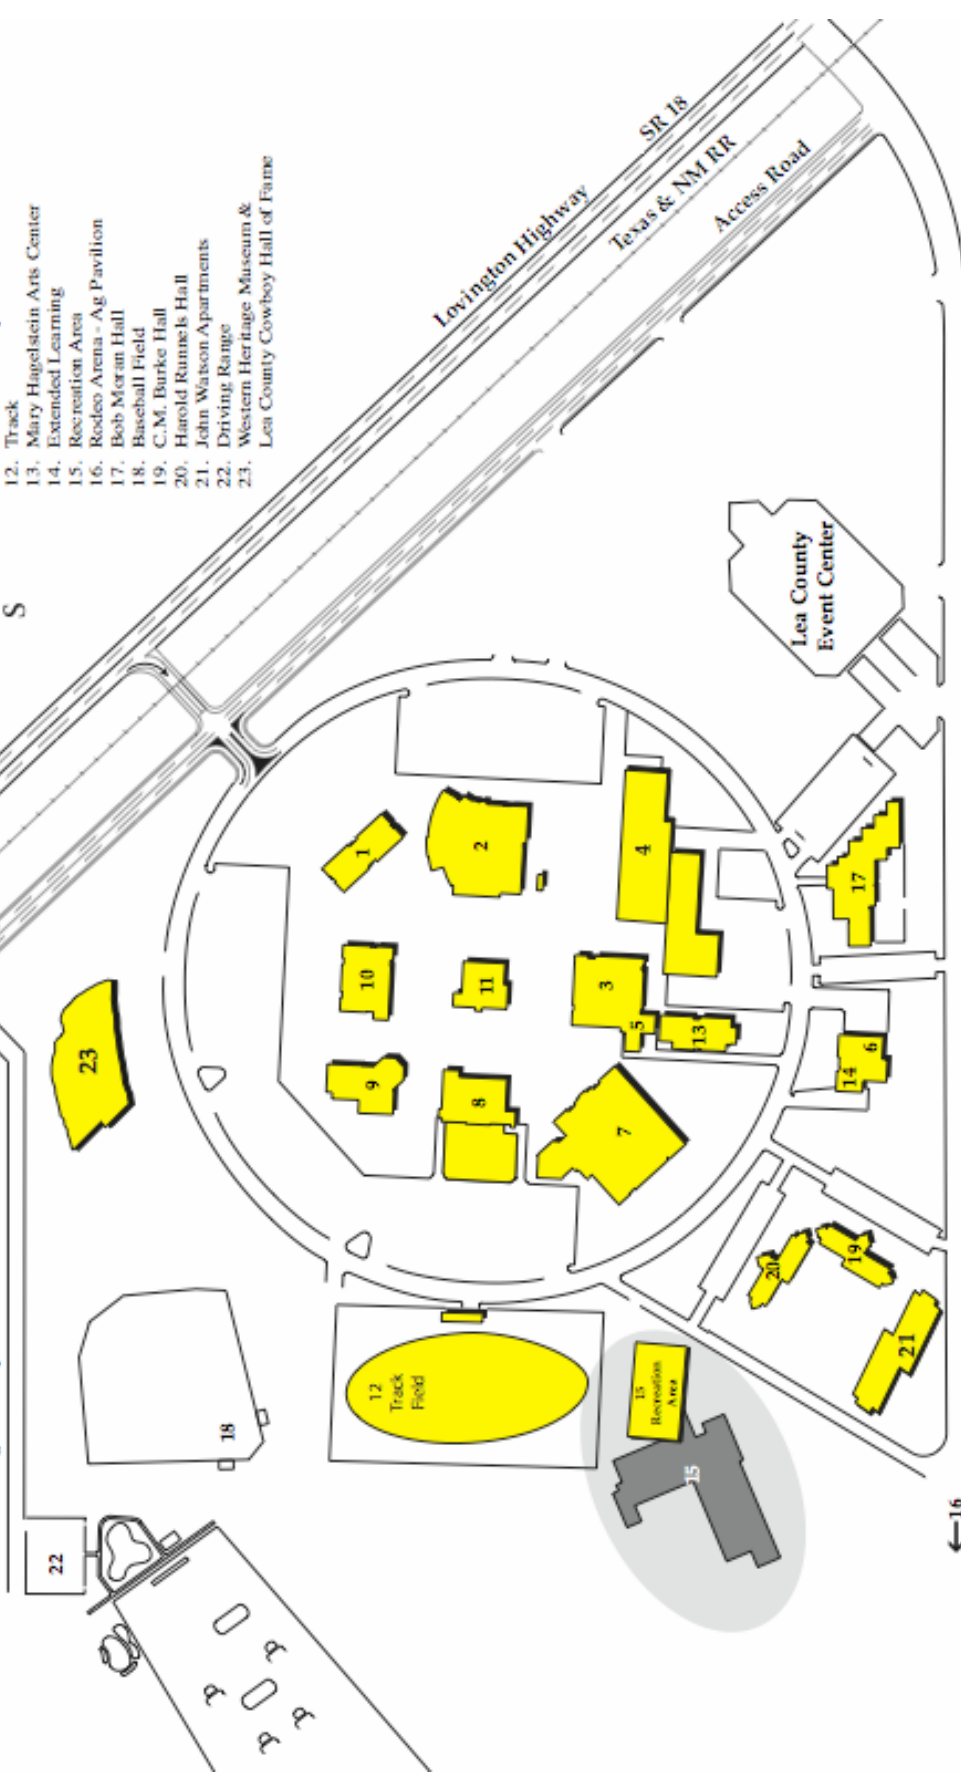 12. Track
13. Mary Hagelstein Arts Center
14. Extended Learning
15. Recreation Area
16. Rodeo Arena - Ag Pavilion
17. Bob Moran Hall
18. Baseball Field
19. C.M. Burke Hall
20. Harold Runnels Hall
21. John Watson Apartments
22. Driving Range
23. Western Heritage Museum &
Lea County Cowboy Hall of Fame
S
Lovington Highway
SR 18
Texas & NM RR
Access Road
Lea County
Event Center
1
2
4
17
10
11
3
5
13
23
9
8
7
14
6
20
19
21
12
Track
Field
15
Recreation
Area
15
18
22
←16